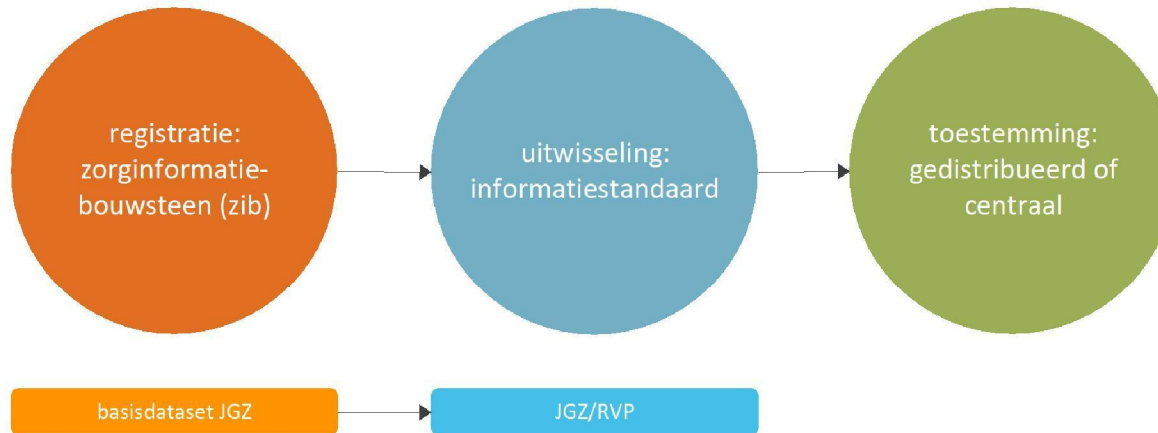 registratie:
zorginformatie-
bouwsteen (zib)
uitwisseling:
informatiestandaard
toestemming:
gedistribueerd of
centraal
basisdataset JGZ
JGZ/RVP